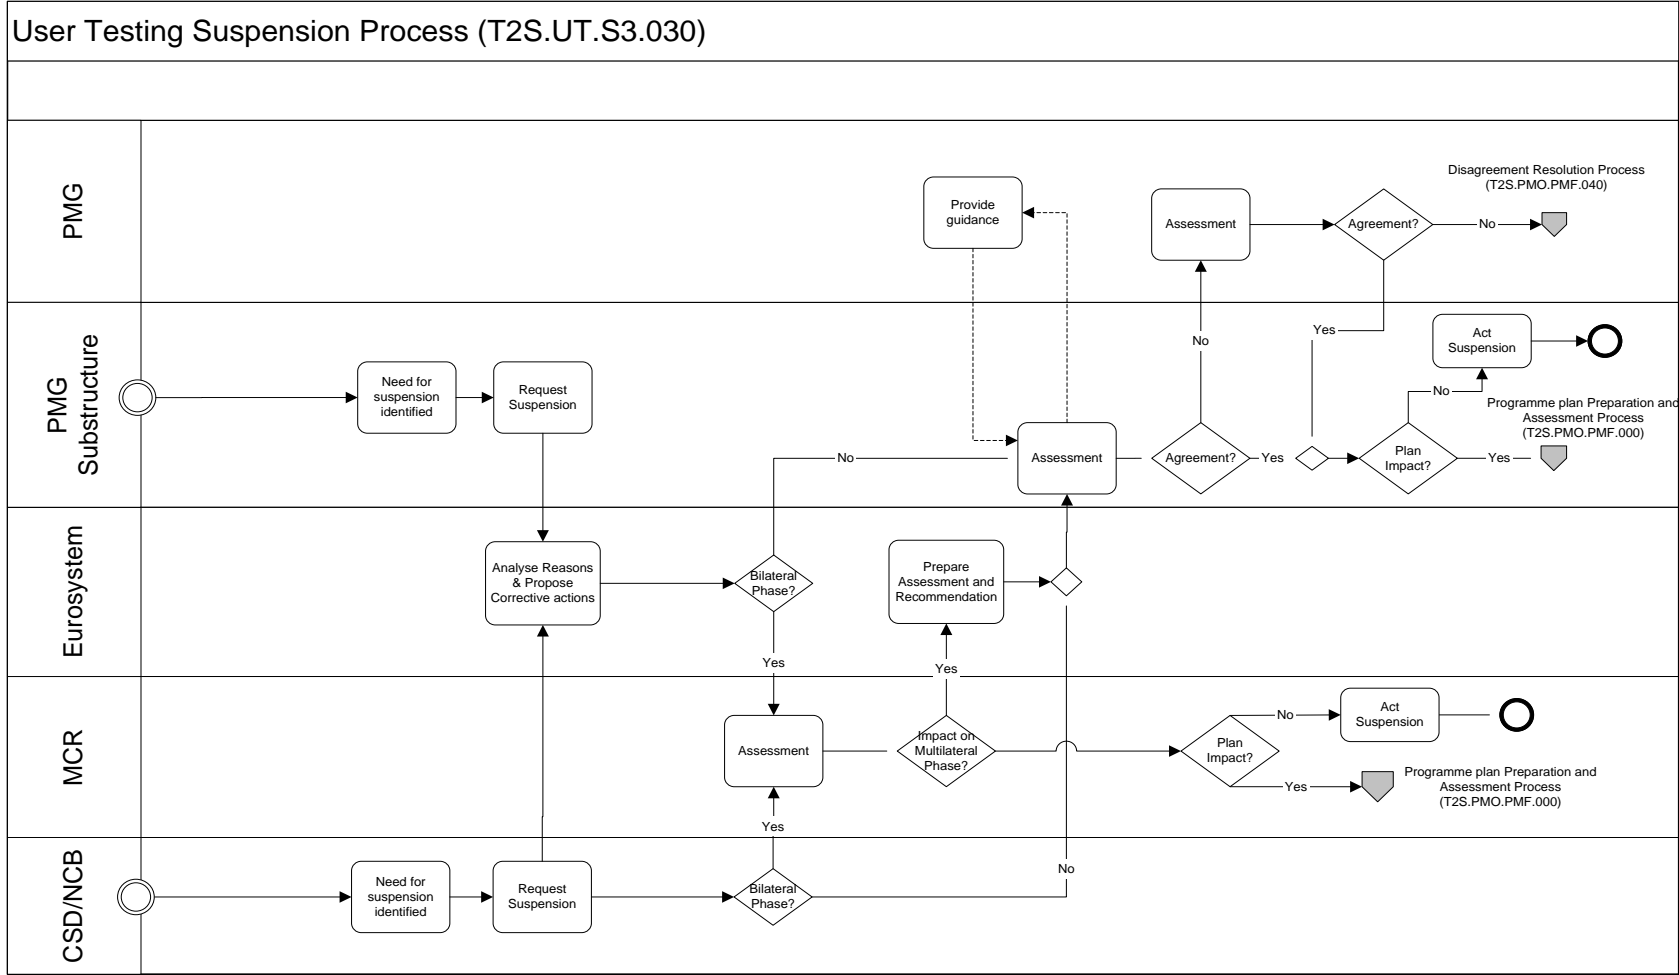 User Testing Suspension Process (T2S.UT.S3.030)
PMG
Provide
guidance
Assessment
Agreement?
No
Disagreement Resolution Process
(T2S.PMO.PMF.040)
Yes
No
PMG
Substructure
Need for
suspension
identified
Request
Suspension
No
Assessment
Agreement?
Yes
Plan
Impact?
No
Act
Suspension
Yes
Programme plan Preparation and
Assessment Process
(T2S.PMO.PMF.000)
Eurosystem
Analyse Reasons
& Propose
Corrective actions
Bilateral
Phase?
Yes
Prepare
Assessment and
Recommendation
Yes
MCR
Assessment
Impact on
Multilateral
Phase?
Plan
Impact?
No
Act
Suspension
Yes
Programme plan Preparation and
Assessment Process
(T2S.PMO.PMF.000)
Yes
CSD/NCB
Need for
suspension
identified
Request
Suspension
Bilateral
Phase?
No